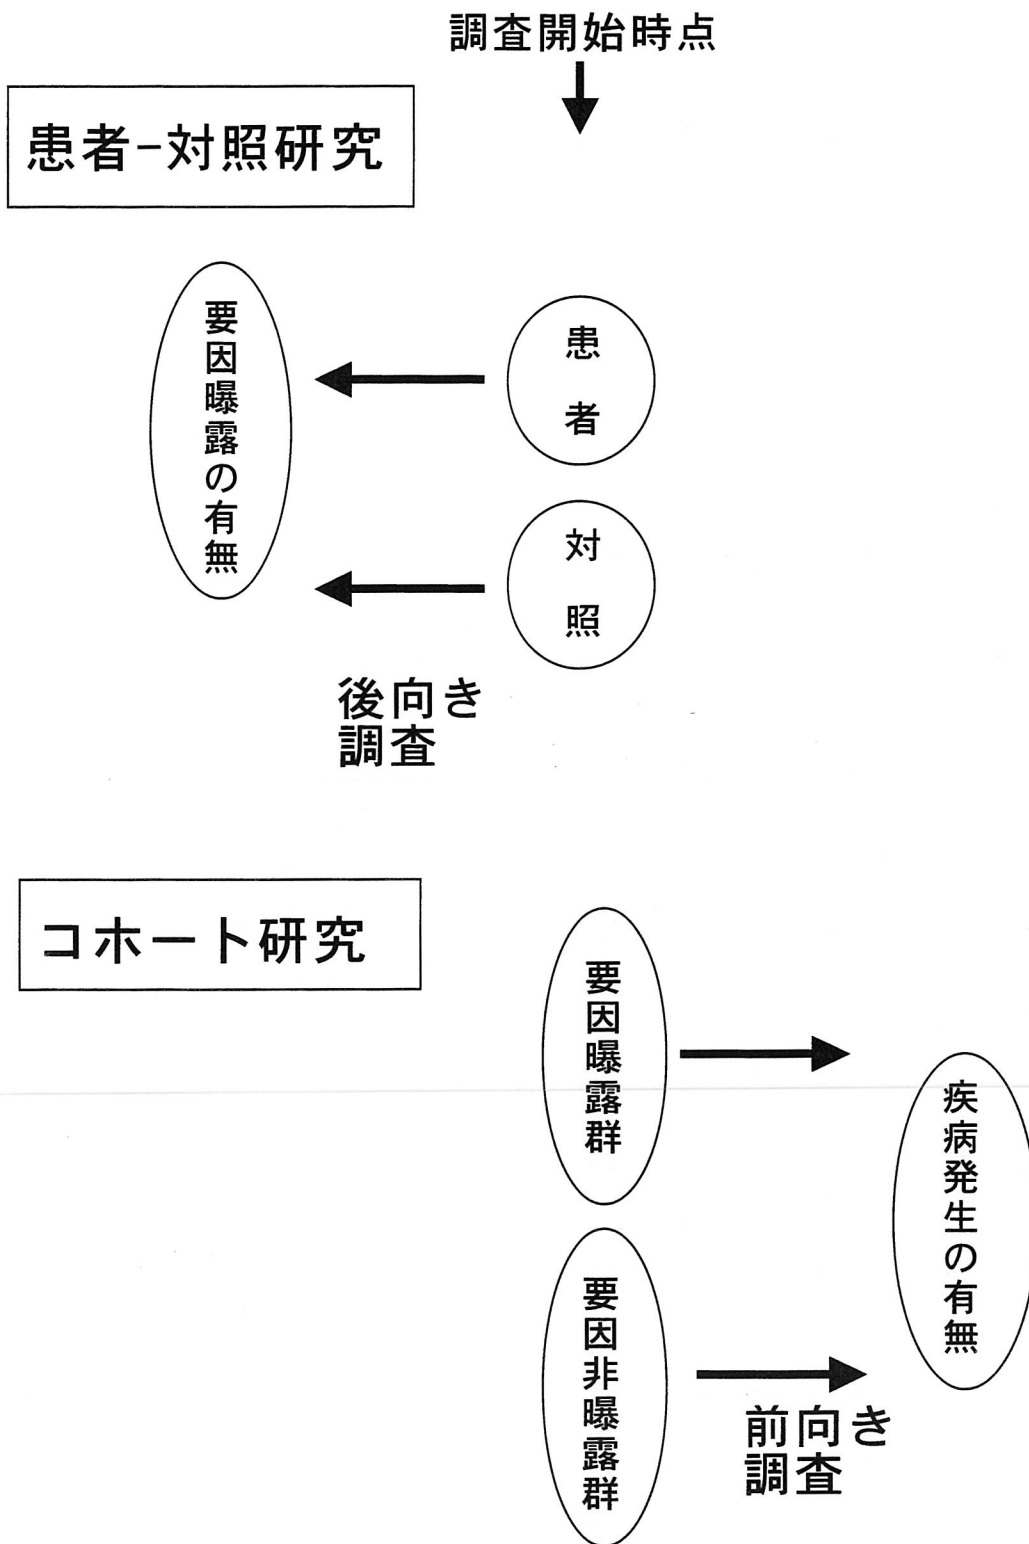 調査開始時点
患者-対照研究
要因曝露の有無
患者
対照
後向き
調査
コホート研究
要因曝露群
要因非曝露群
疾病発生の有無
前向き
調査